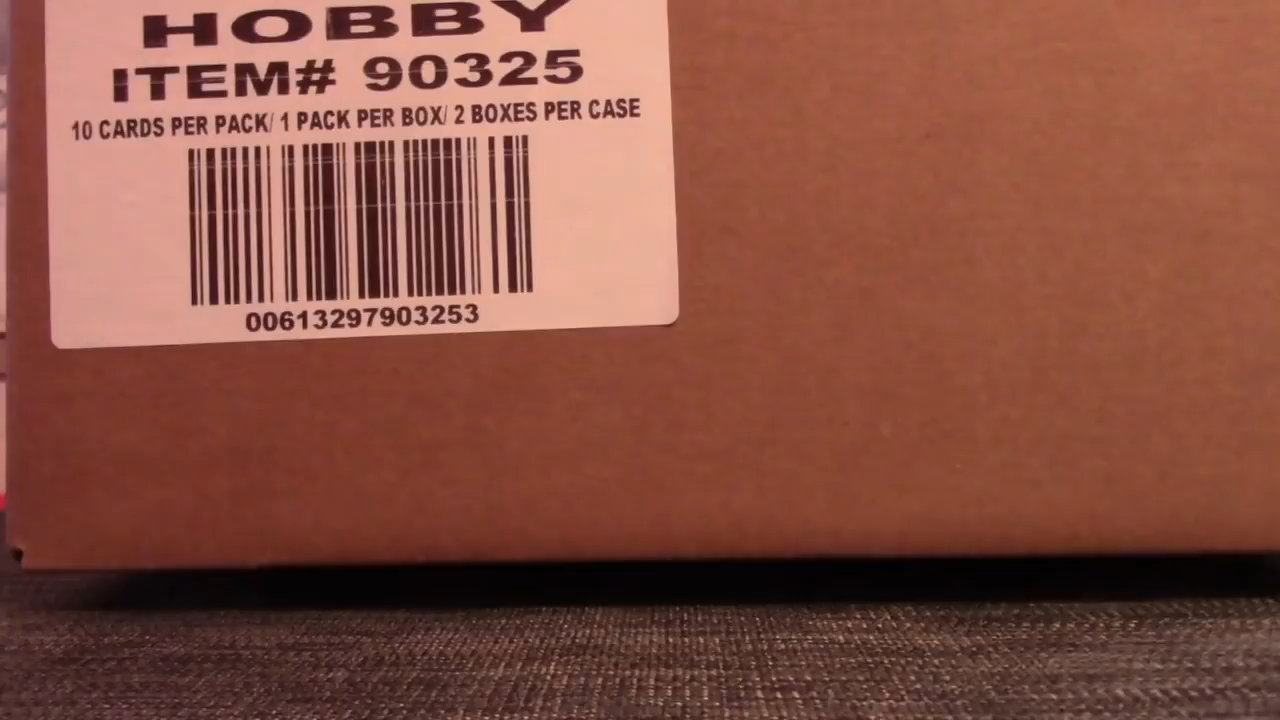 HOBBY
ITEM# 90325
10 CARDS PER PACK/ 1 PACK PER BOX/ 2 BOXES PER CASE
00613297903253